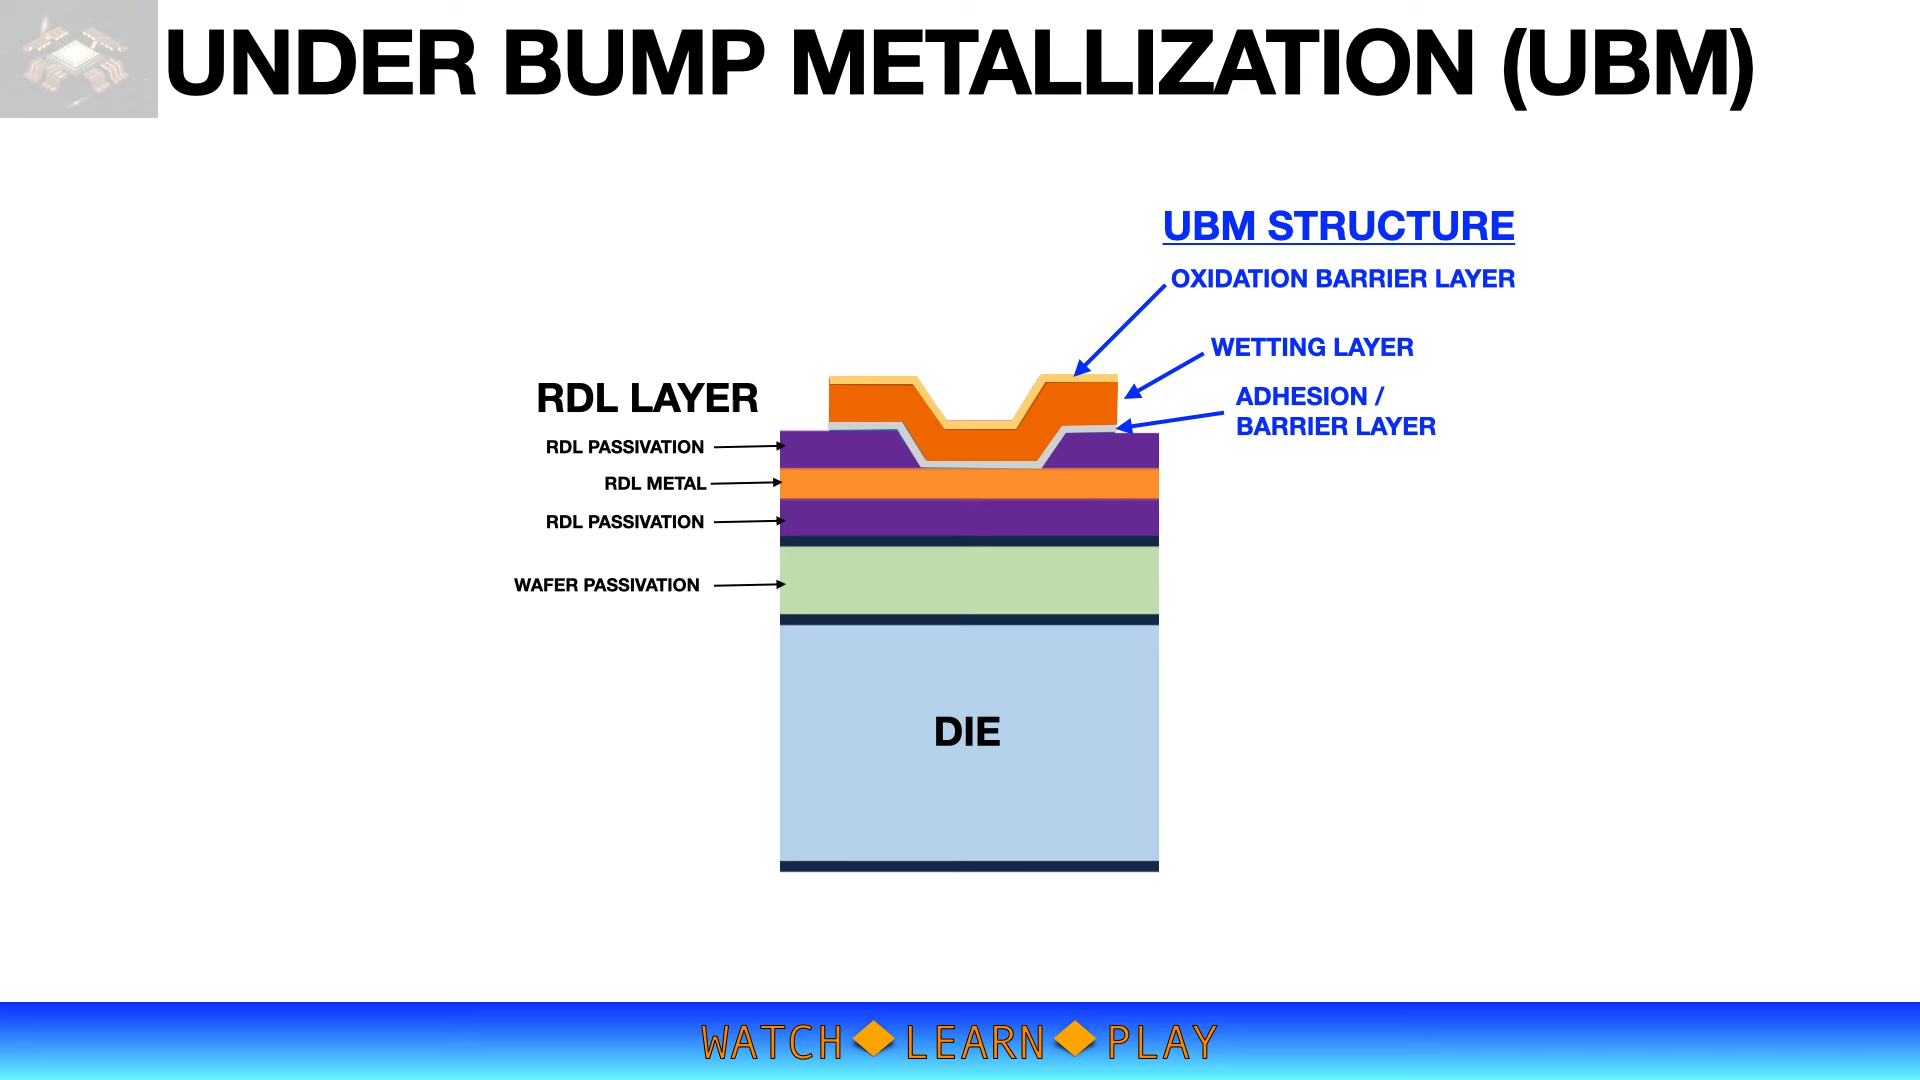 UNDER BUMP METALLIZATION (UBM)
UBM STRUCTURE
OXIDATION BARRIER LAYER
WETTING LAYER
ADHESION /
BARRIER LAYER
RDL LAYER
RDL PASSIVATION
RDL METAL
RDL PASSIVATION
WAFER PASSIVATION
DIE
WATCH LEARN PLAY